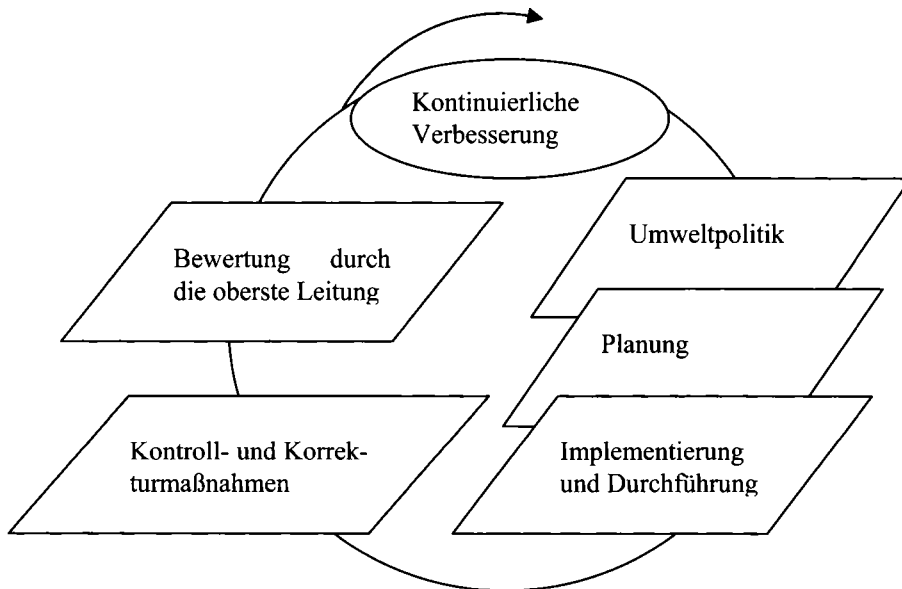 Kontinuierliche
Verbesserung
Umweltpolitik
Bewertung durch
die oberste Leitung
Planung
Kontroll- und Korrek-
turmaßnahmen
Implementierung
und Durchführung